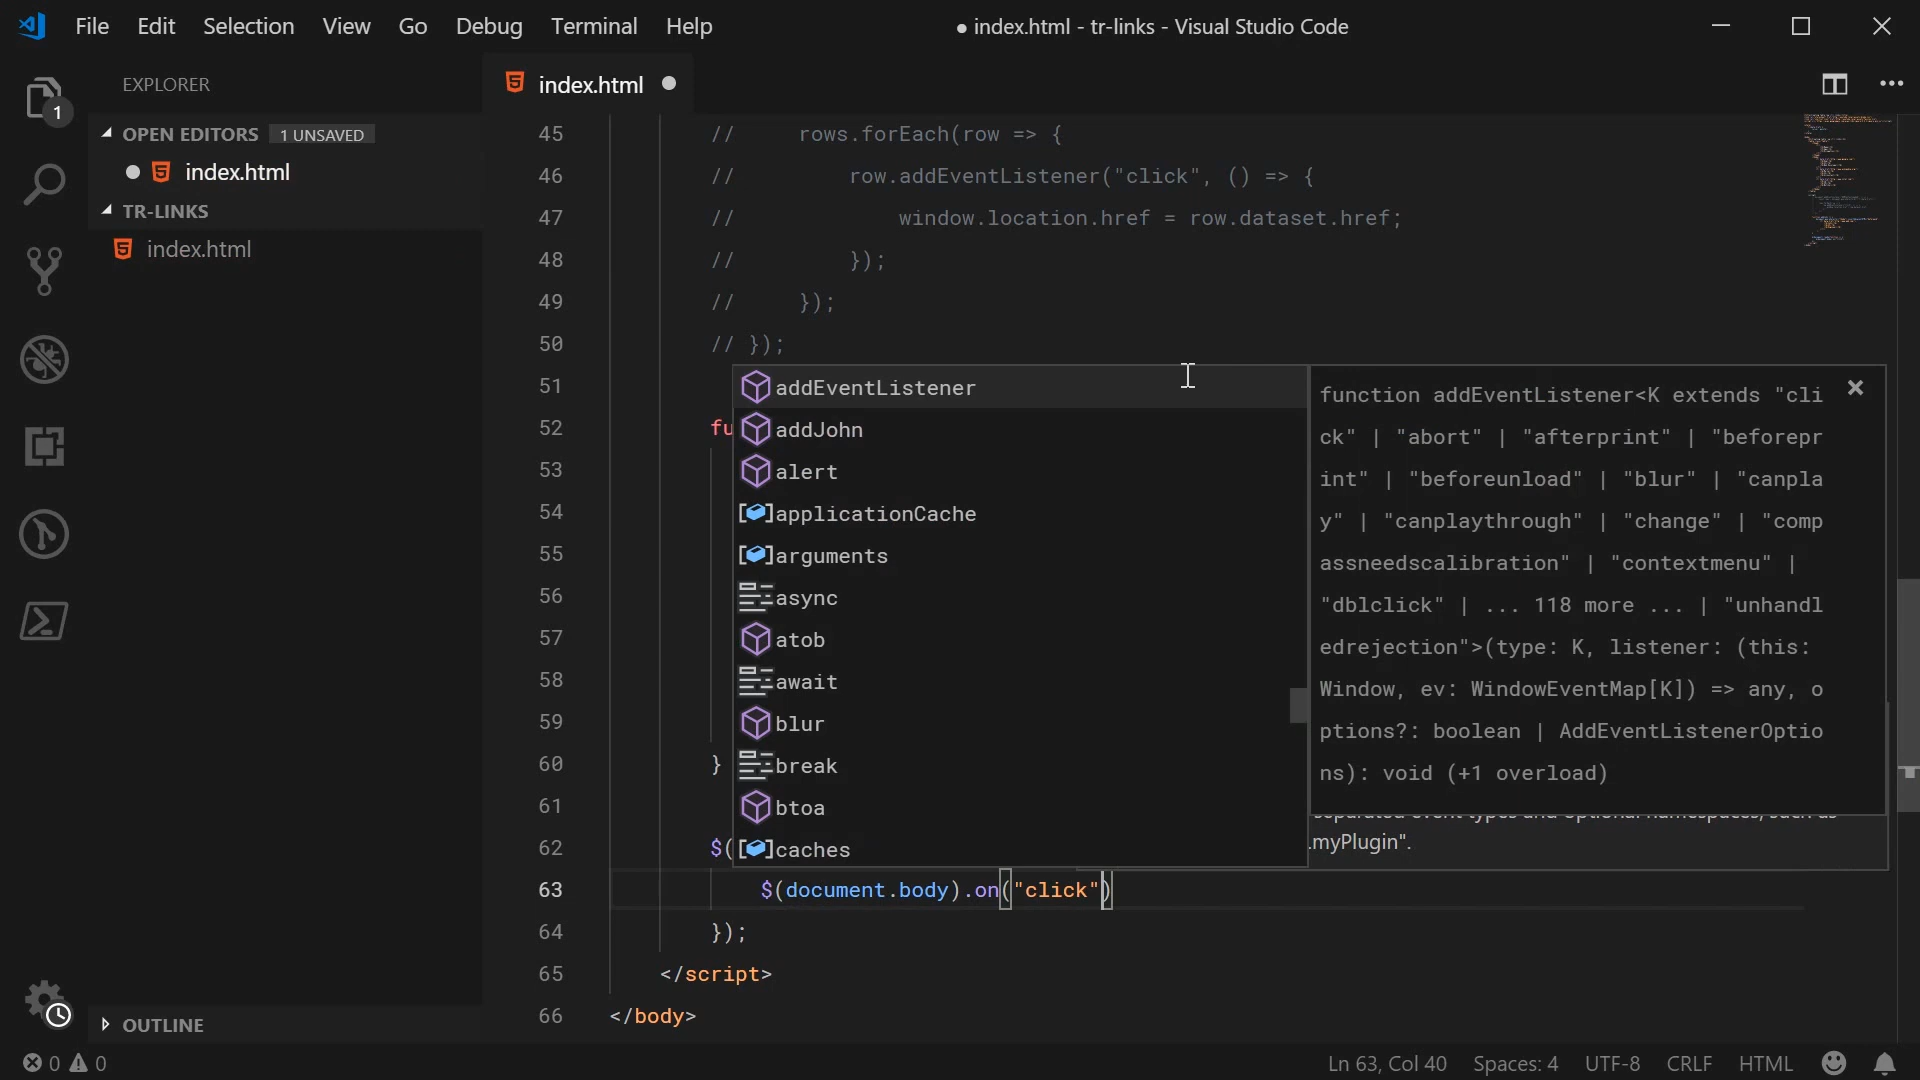 File Edit Selection View Go Debug Terminal Help
● index.html - tr-links - Visual Studio Code
EXPLORER
OPEN EDITORS 1 UNSAVED
index.html
TR-LINKS
index.html
OUTLINE
1
index.html
45 // rows.forEach(row => {
46 // row.addEventListener("click", () => {
47 // window.location.href = row.dataset.href;
48 // });
49 // });
50 // });
51
52 fu
53
54
55
56
57
58
59
60 }
61
62 $(
63 $(document.body).on("click")
64 });
65 </script>
66 </body>
addEventListener
addJohn
alert
applicationCache
arguments
async
atob
await
blur
break
btoa
caches
function addEventListener<K extends "cli
ck" | "abort" | "afterprint" | "beforepr
int" | "beforeunload" | "blur" | "canpla
y" | "canplaythrough" | "change" | "comp
assneedscalibration" | "contextmenu" |
"dblclick" | ... 118 more ... | "unhandl
edrejection">(type: K, listener: (this:
Window, ev: WindowEventMap[K]) => any, o
ptions?: boolean | AddEventListenerOptio
ns): void (+1 overload)
.myPlugin".
0 0
Ln 63, Col 40 Spaces: 4 UTF-8 CRLF HTML